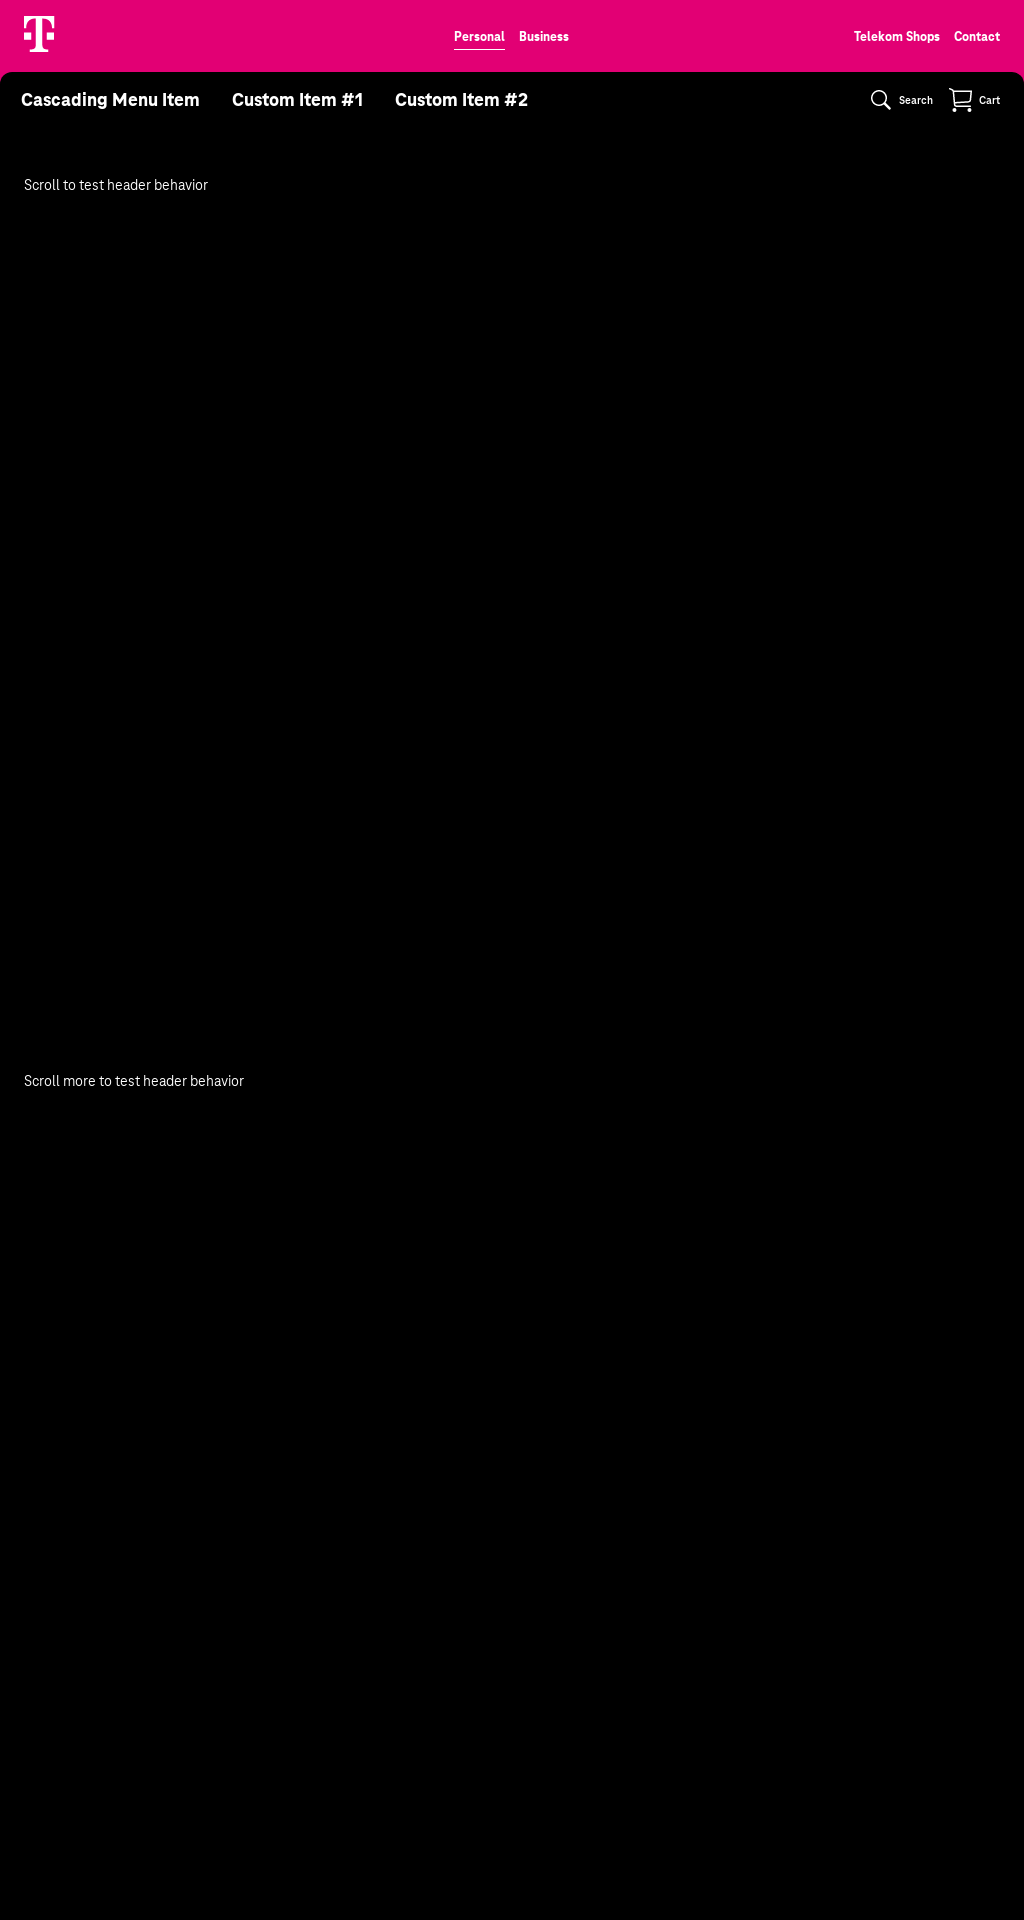 Personal Business Telekom Shops Contact
Cascading Menu Item Custom Item #1 Custom Item #2 Search Cart
Scroll to test header behavior
Scroll more to test header behavior